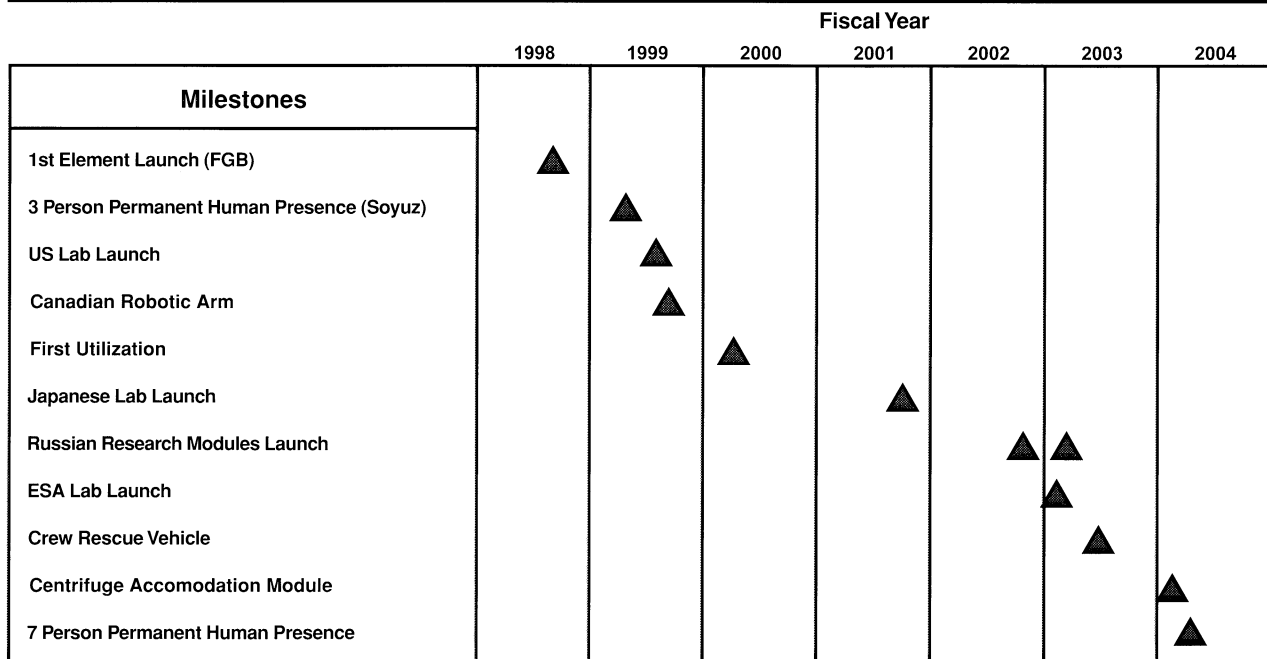 Fiscal Year
1998 1999 2000 2001 2002 2003 2004
Milestones
1st Element Launch (FGB)
3 Person Permanent Human Presence (Soyuz)
US Lab Launch
Canadian Robotic Arm
First Utilization
Japanese Lab Launch
Russian Research Modules Launch
ESA Lab Launch
Crew Rescue Vehicle
Centrifuge Accomodation Module
7 Person Permanent Human Presence